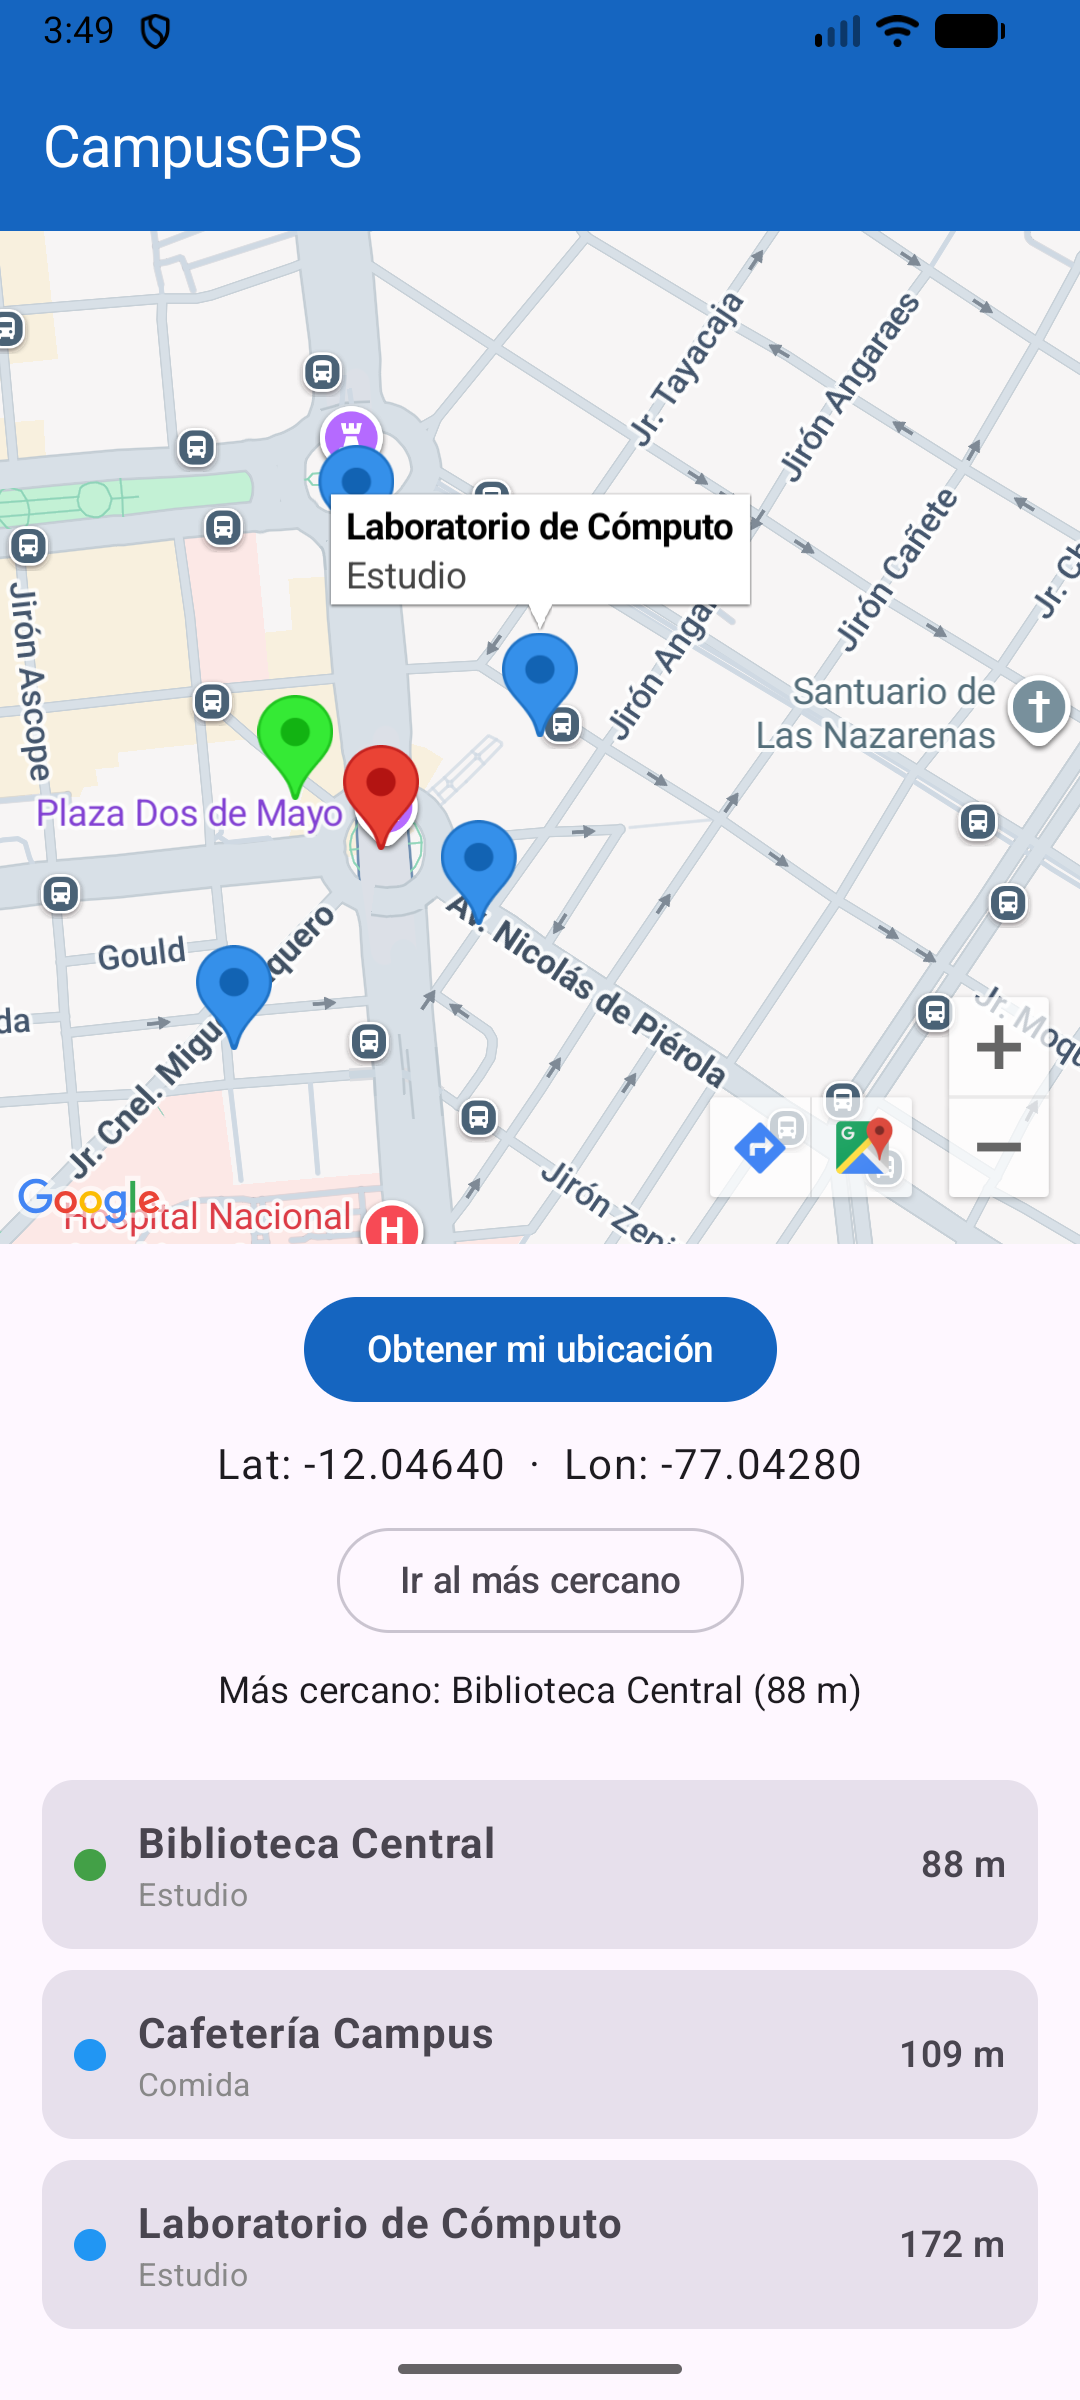 3:49
CampusGPS
Jr. Tayacaja
Jirón Angaraes
Laboratorio de Cómputo
Estudio
Jirón Cañete
Jirón Ascope
Santuario de
Las Nazarenas
Plaza Dos de Mayo
Gould
Av. Nicolás de Piérola
Jr. Cnel. Migu
quero
da
Google
Hospital Nacional
H
G
Obtener mi ubicación
Lat: -12.04640 · Lon: -77.04280
Ir al más cercano
Más cercano: Biblioteca Central (88 m)
Biblioteca Central
Estudio
88 m
Cafetería Campus
Comida
109 m
Laboratorio de Cómputo
Estudio
172 m